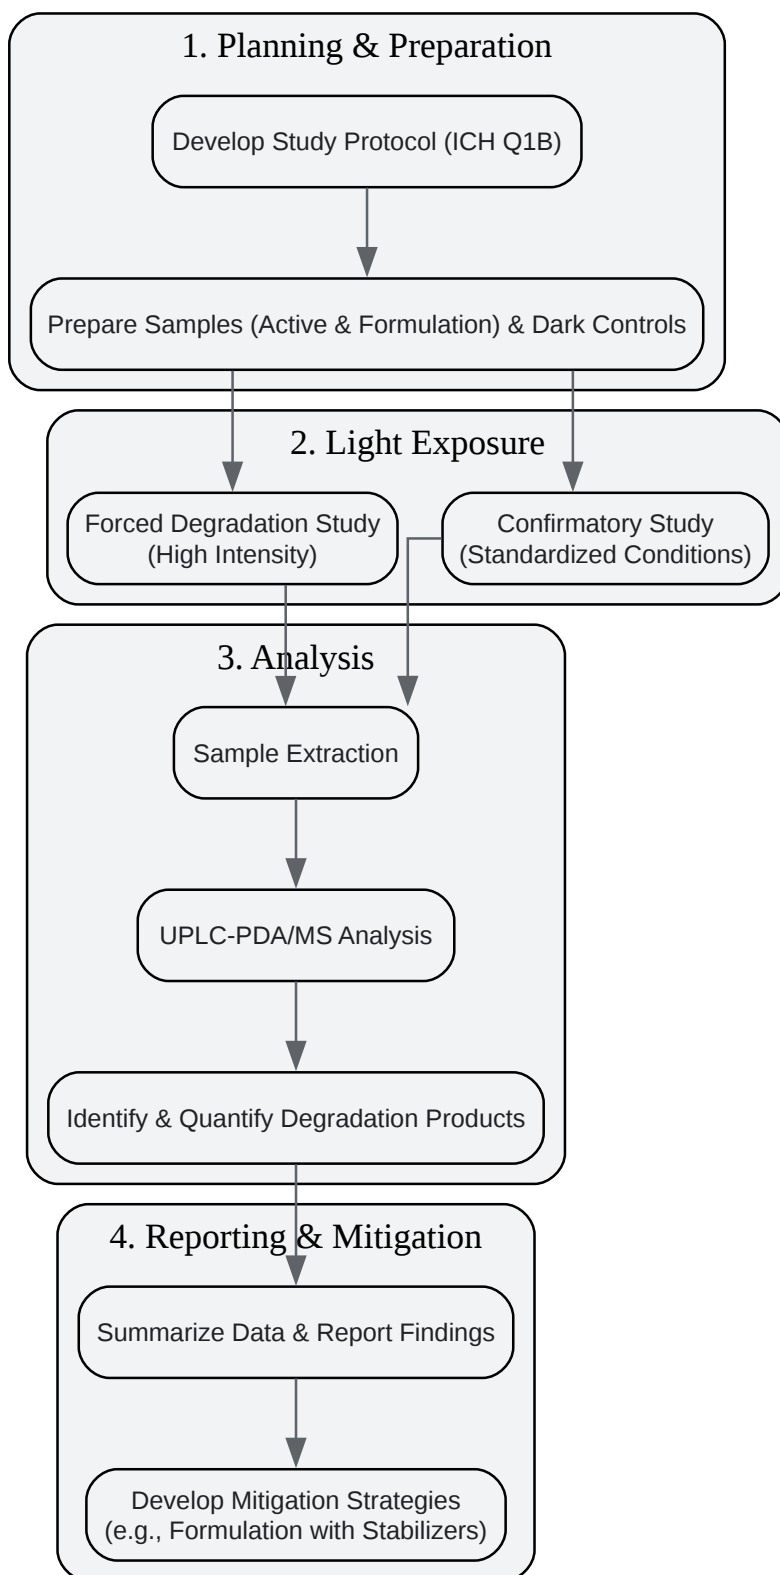 1. Planning & Preparation
Develop Study Protocol (ICH Q1B)
Prepare Samples (Active & Formulation) & Dark Controls
2. Light Exposure
Forced Degradation Study
(High Intensity)
Confirmatory Study
(Standardized Conditions)
3. Analysis
Sample Extraction
UPLC-PDA/MS Analysis
Identify & Quantify Degradation Products
4. Reporting & Mitigation
Summarize Data & Report Findings
Develop Mitigation Strategies
(e.g., Formulation with Stabilizers)